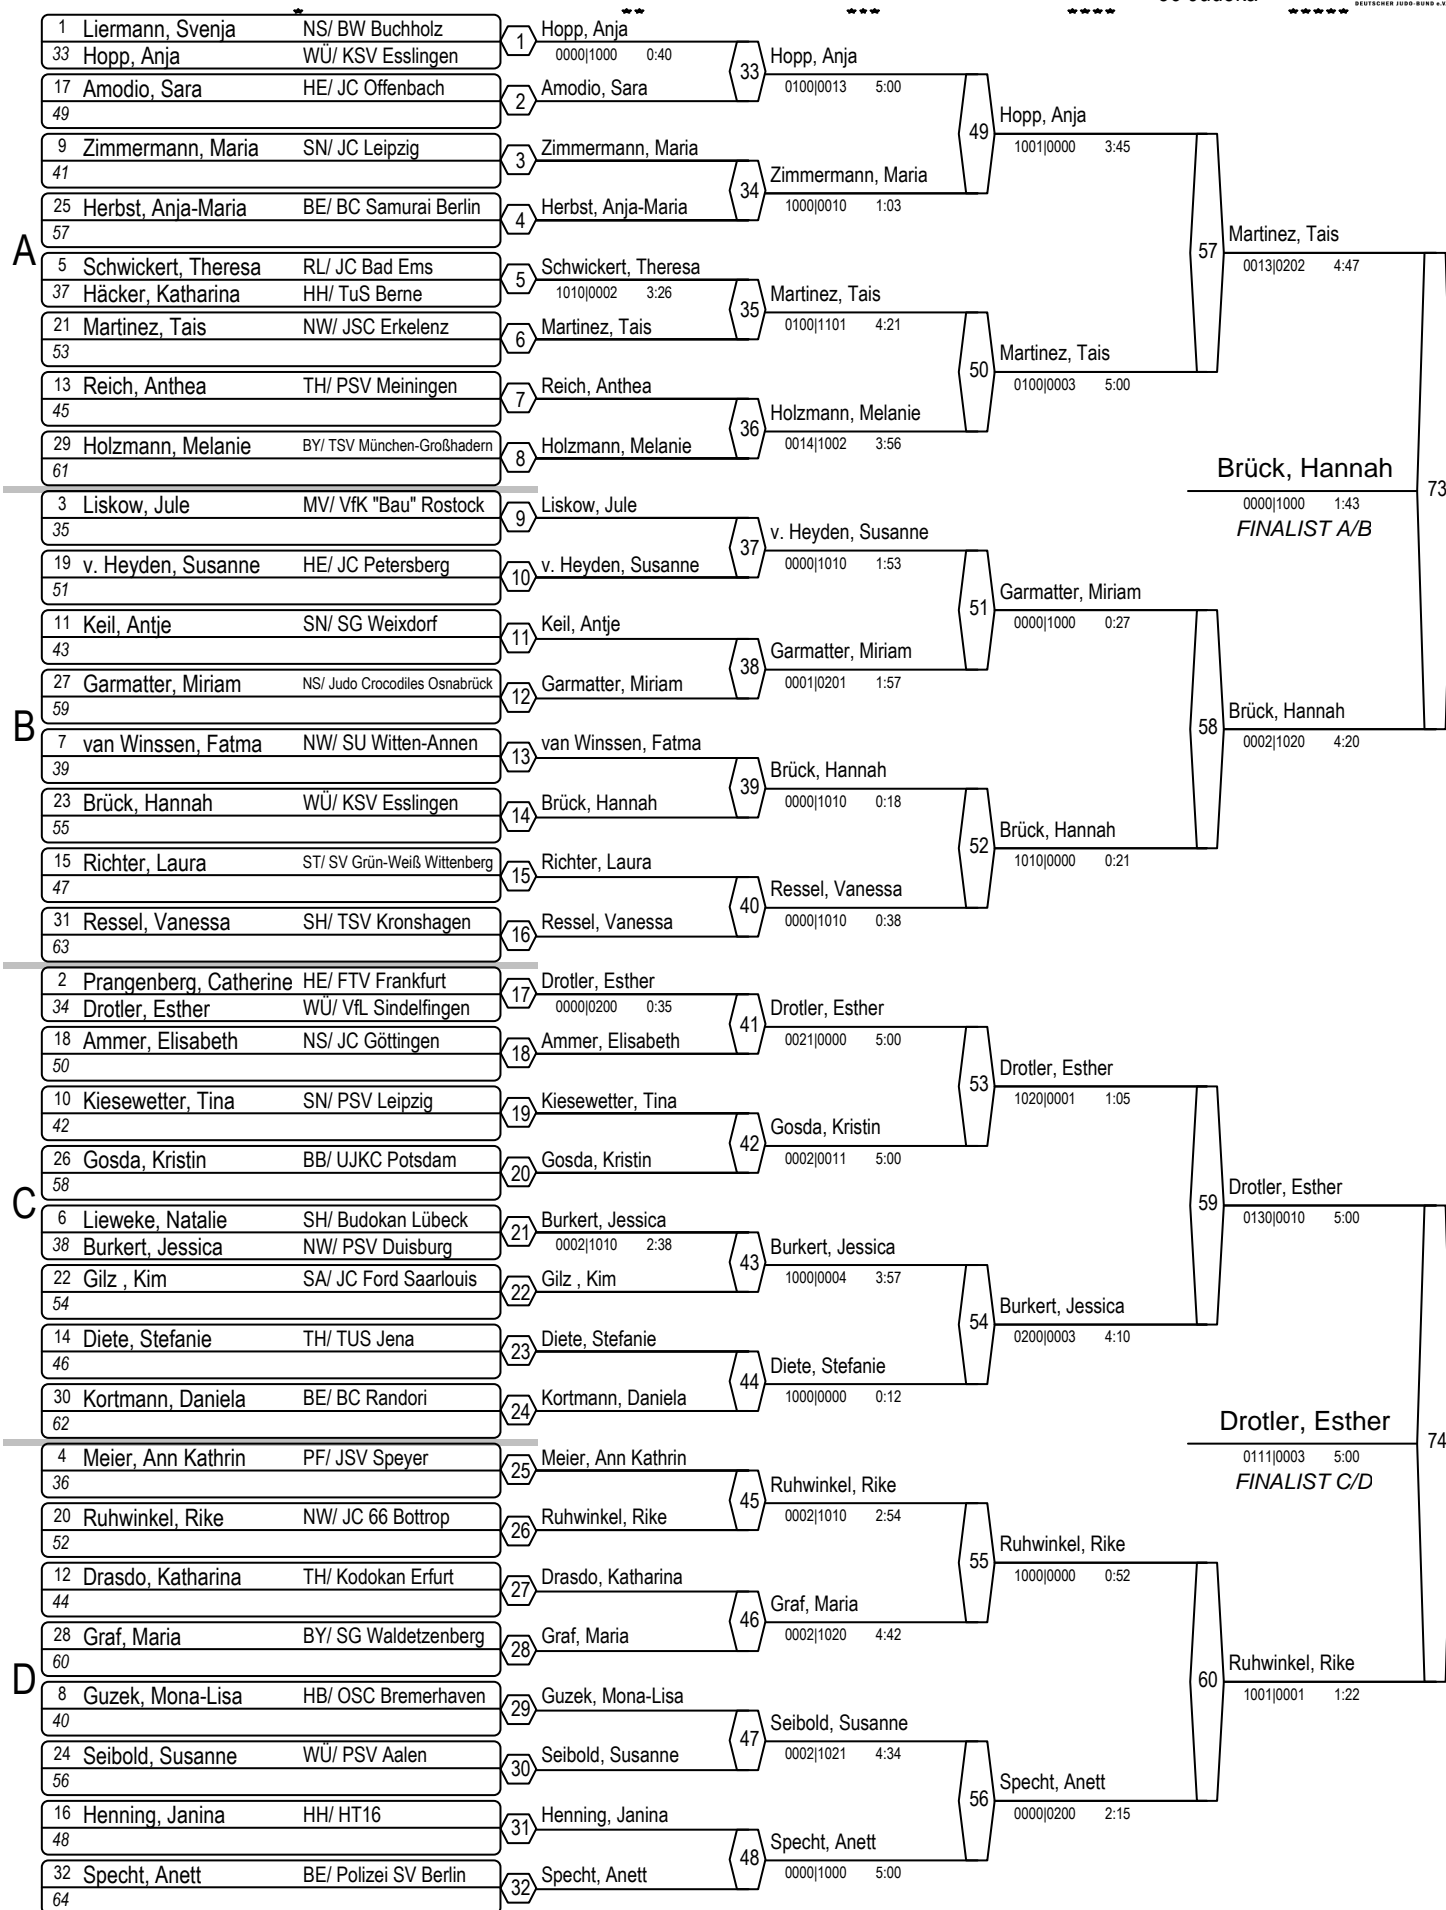 DEUTSCHER JUDO-BUND e.V.
* ** *** **** *****
1 Liermann, Svenja NS/ BW Buchholz
33 Hopp, Anja WÜ/ KSV Esslingen
1 Hopp, Anja
0000|1000 0:40
17 Amodio, Sara HE/ JC Offenbach
49
2 Amodio, Sara
33 Hopp, Anja
0100|0013 5:00
9 Zimmermann, Maria SN/ JC Leipzig
41
3 Zimmermann, Maria
25 Herbst, Anja-Maria BE/ BC Samurai Berlin
57
4 Herbst, Anja-Maria
34 Zimmermann, Maria
1000|0010 1:03
49 Hopp, Anja
1001|0000 3:45
A
5 Schwickert, Theresa RL/ JC Bad Ems
37 Häcker, Katharina HH/ TuS Berne
5 Schwickert, Theresa
1010|0002 3:26
21 Martinez, Tais NW/ JSC Erkelenz
53
6 Martinez, Tais
35 Martinez, Tais
0100|1101 4:21
13 Reich, Anthea TH/ PSV Meiningen
45
7 Reich, Anthea
29 Holzmann, Melanie BY/ TSV München-Großhadern
61
8 Holzmann, Melanie
36 Holzmann, Melanie
0014|1002 3:56
50 Martinez, Tais
0100|0003 5:00
57 Martinez, Tais
0013|0202 4:47
Brück, Hannah
73
0000|1000 1:43
FINALIST A/B
3 Liskow, Jule MV/ VfK "Bau" Rostock
35
9 Liskow, Jule
19 v. Heyden, Susanne HE/ JC Petersberg
51
10 v. Heyden, Susanne
37 v. Heyden, Susanne
0000|1010 1:53
11 Keil, Antje SN/ SG Weixdorf
43
11 Keil, Antje
27 Garmatter, Miriam NS/ Judo Crocodiles Osnabrück
59
12 Garmatter, Miriam
38 Garmatter, Miriam
0001|0201 1:57
51 Garmatter, Miriam
0000|1000 0:27
B
7 van Winssen, Fatma NW/ SU Witten-Annen
39
13 van Winssen, Fatma
23 Brück, Hannah WÜ/ KSV Esslingen
55
14 Brück, Hannah
39 Brück, Hannah
0000|1010 0:18
15 Richter, Laura ST/ SV Grün-Weiß Wittenberg
47
15 Richter, Laura
31 Ressel, Vanessa SH/ TSV Kronshagen
63
16 Ressel, Vanessa
40 Ressel, Vanessa
0000|1010 0:38
52 Brück, Hannah
1010|0000 0:21
58 Brück, Hannah
0002|1020 4:20
2 Prangenberg, Catherine HE/ FTV Frankfurt
34 Drotler, Esther WÜ/ VfL Sindelfingen
17 Drotler, Esther
0000|0200 0:35
18 Ammer, Elisabeth NS/ JC Göttingen
50
18 Ammer, Elisabeth
41 Drotler, Esther
0021|0000 5:00
10 Kiesewetter, Tina SN/ PSV Leipzig
42
19 Kiesewetter, Tina
26 Gosda, Kristin BB/ UJKC Potsdam
58
20 Gosda, Kristin
42 Gosda, Kristin
0002|0011 5:00
53 Drotler, Esther
1020|0001 1:05
C
6 Lieweke, Natalie SH/ Budokan Lübeck
38 Burkert, Jessica NW/ PSV Duisburg
21 Burkert, Jessica
0002|1010 2:38
22 Gilz , Kim SA/ JC Ford Saarlouis
54
22 Gilz , Kim
43 Burkert, Jessica
1000|0004 3:57
14 Diete, Stefanie TH/ TUS Jena
46
23 Diete, Stefanie
30 Kortmann, Daniela BE/ BC Randori
62
24 Kortmann, Daniela
44 Diete, Stefanie
1000|0000 0:12
54 Burkert, Jessica
0200|0003 4:10
59 Drotler, Esther
0130|0010 5:00
Drotler, Esther
74
0111|0003 5:00
FINALIST C/D
4 Meier, Ann Kathrin PF/ JSV Speyer
36
25 Meier, Ann Kathrin
20 Ruhwinkel, Rike NW/ JC 66 Bottrop
52
26 Ruhwinkel, Rike
45 Ruhwinkel, Rike
0002|1010 2:54
12 Drasdo, Katharina TH/ Kodokan Erfurt
44
27 Drasdo, Katharina
28 Graf, Maria BY/ SG Waldetzenberg
60
28 Graf, Maria
46 Graf, Maria
0002|1020 4:42
55 Ruhwinkel, Rike
1000|0000 0:52
D
8 Guzek, Mona-Lisa HB/ OSC Bremerhaven
40
29 Guzek, Mona-Lisa
24 Seibold, Susanne WÜ/ PSV Aalen
56
30 Seibold, Susanne
47 Seibold, Susanne
0002|1021 4:34
16 Henning, Janina HH/ HT16
48
31 Henning, Janina
32 Specht, Anett BE/ Polizei SV Berlin
64
32 Specht, Anett
48 Specht, Anett
0000|1000 5:00
56 Specht, Anett
0000|0200 2:15
60 Ruhwinkel, Rike
1001|0001 1:22